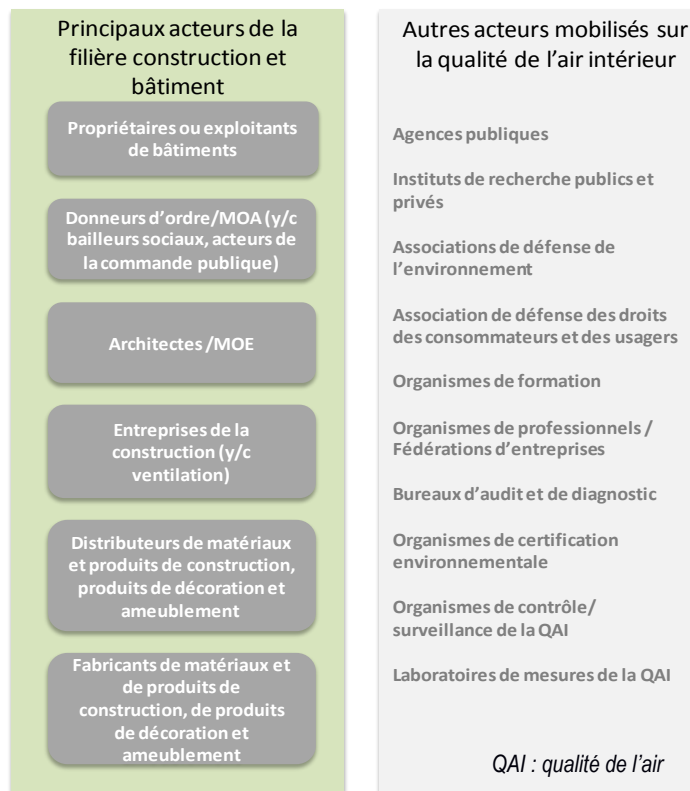 Principaux acteurs de la
filière construction et
bâtiment
Propriétaires ou exploitants
de bâtiments
Donneurs d'ordre/MOA (y/c
bailleurs sociaux, acteurs de
la commande publique)
Architectes /MOE
Entreprises de la
construction (y/c
ventilation)
Distributeurs de matériaux
et produits de construction,
produits de décoration et
ameublement
Fabricants de matériaux et
de produits de
construction, de produits
de décoration et
ameublement
Autres acteurs mobilisés sur
la qualité de l'air intérieur
Agences publiques
Instituts de recherche publics et
privés
Associations de défense de
l'environnement
Association de défense des droits
des consommateurs et des usagers
Organismes de formation
Organismes de professionnels /
Fédérations d'entreprises
Bureaux d'audit et de diagnostic
Organismes de certification
environnementale
Organismes de contrôle/
surveillance de la QAI
Laboratoires de mesures de la QAI
QAI : qualité de l'air